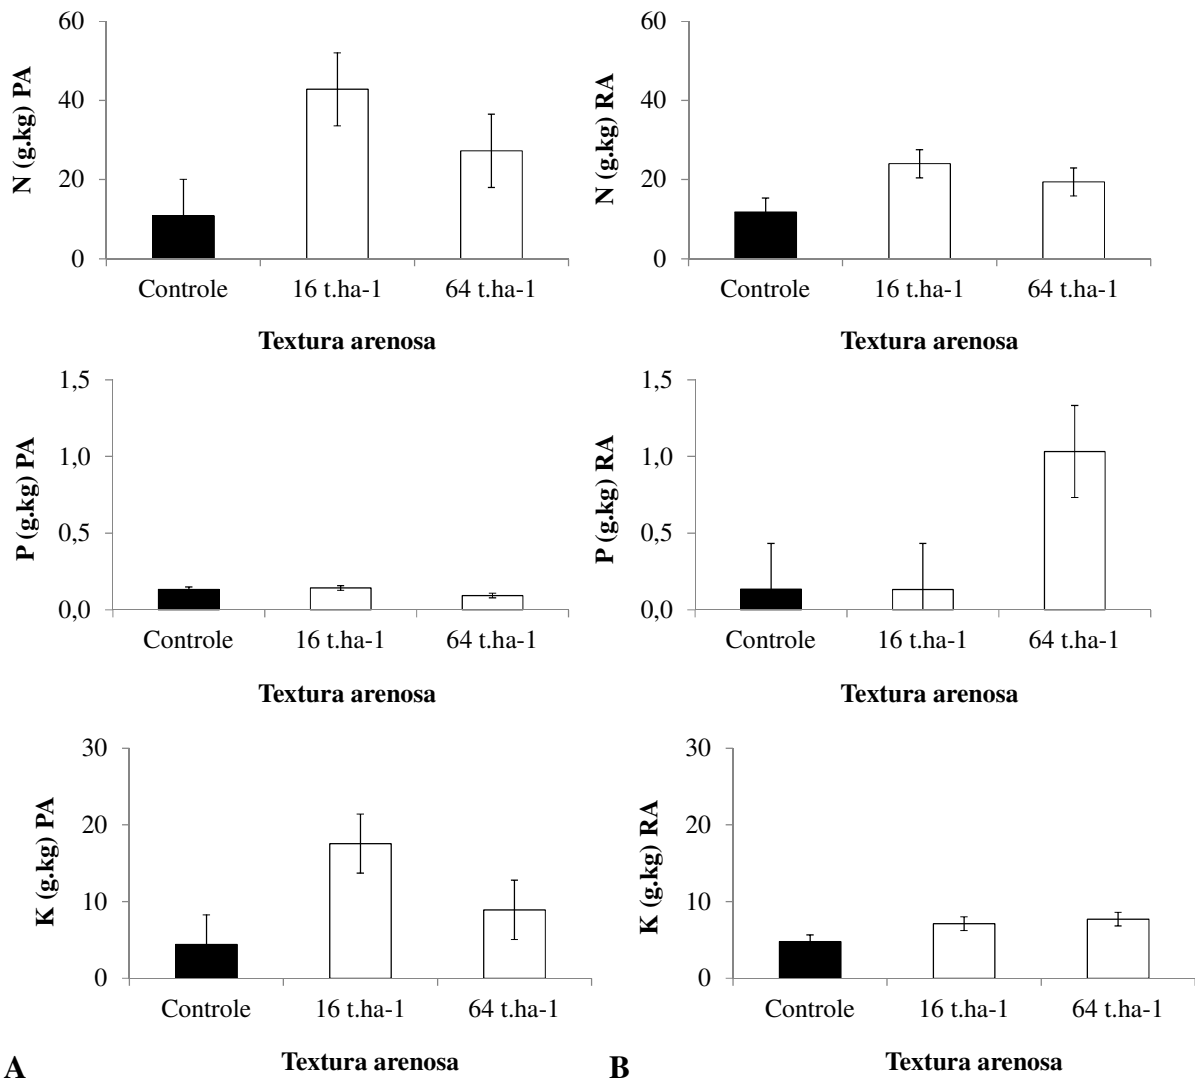 N (g.kg) PA
60
40
20
0
Controle 16 t.ha-1 64 t.ha-1
Textura arenosa
N (g.kg) RA
60
40
20
0
Controle 16 t.ha-1 64 t.ha-1
Textura arenosa
P (g.kg) PA
1,5
1,0
0,5
0,0
Controle 16 t.ha-1 64 t.ha-1
Textura arenosa
P (g.kg) RA
1,5
1,0
0,5
0,0
Controle 16 t.ha-1 64 t.ha-1
Textura arenosa
K (g.kg) PA
30
20
10
0
Controle 16 t.ha-1 64 t.ha-1
Textura arenosa
A
K (g.kg) RA
30
20
10
0
Controle 16 t.ha-1 64 t.ha-1
Textura arenosa
B